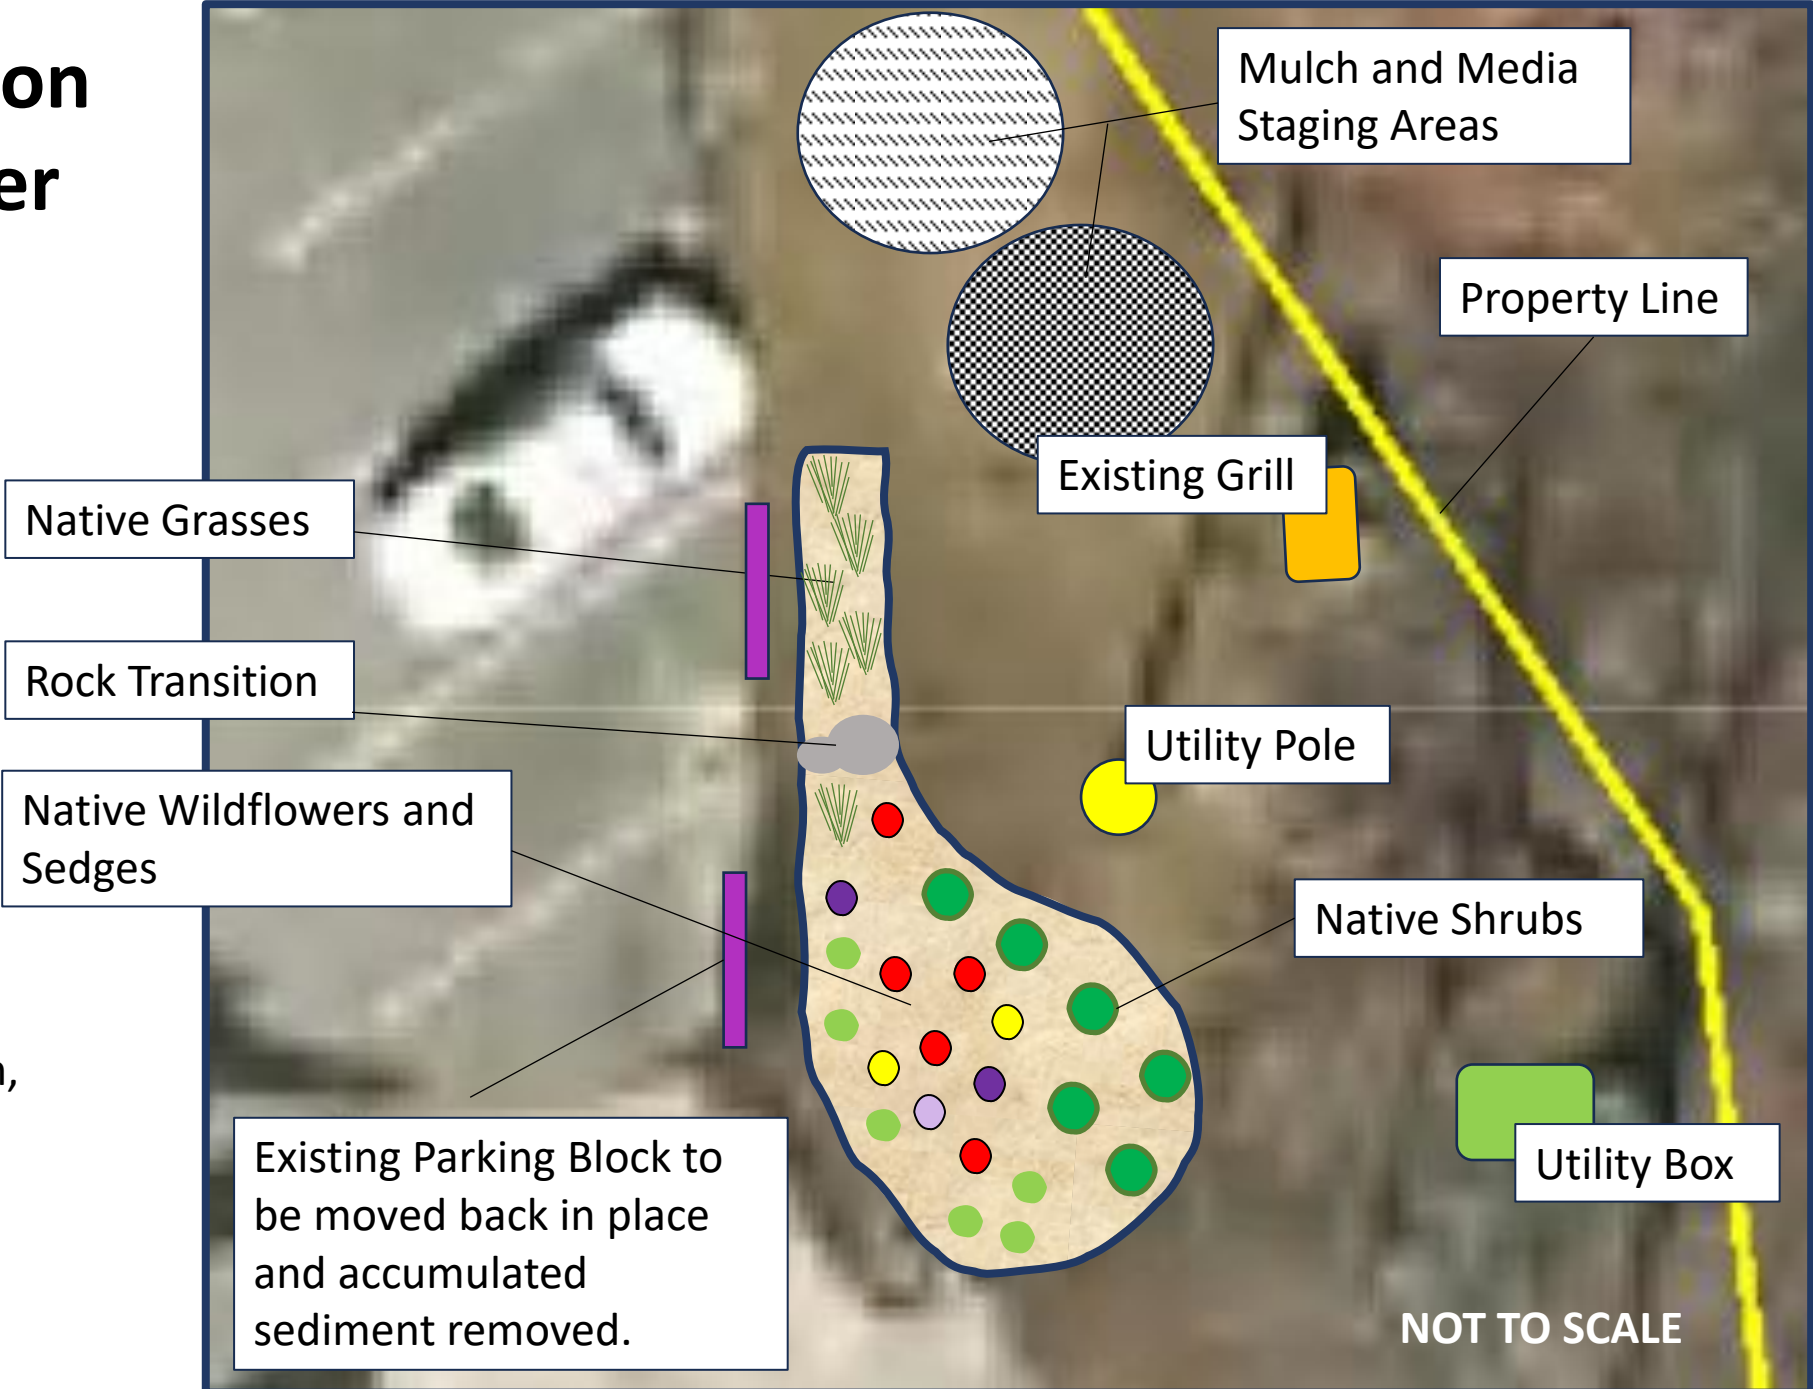 on
er
Mulch and Media
Staging Areas
Property Line
Existing Grill
Native Grasses
Rock Transition
Utility Pole
Native Wildflowers and
Sedges
Native Shrubs
,
Utility Box
Existing Parking Block to
be moved back in place
and accumulated
sediment removed.
NOT TO SCALE